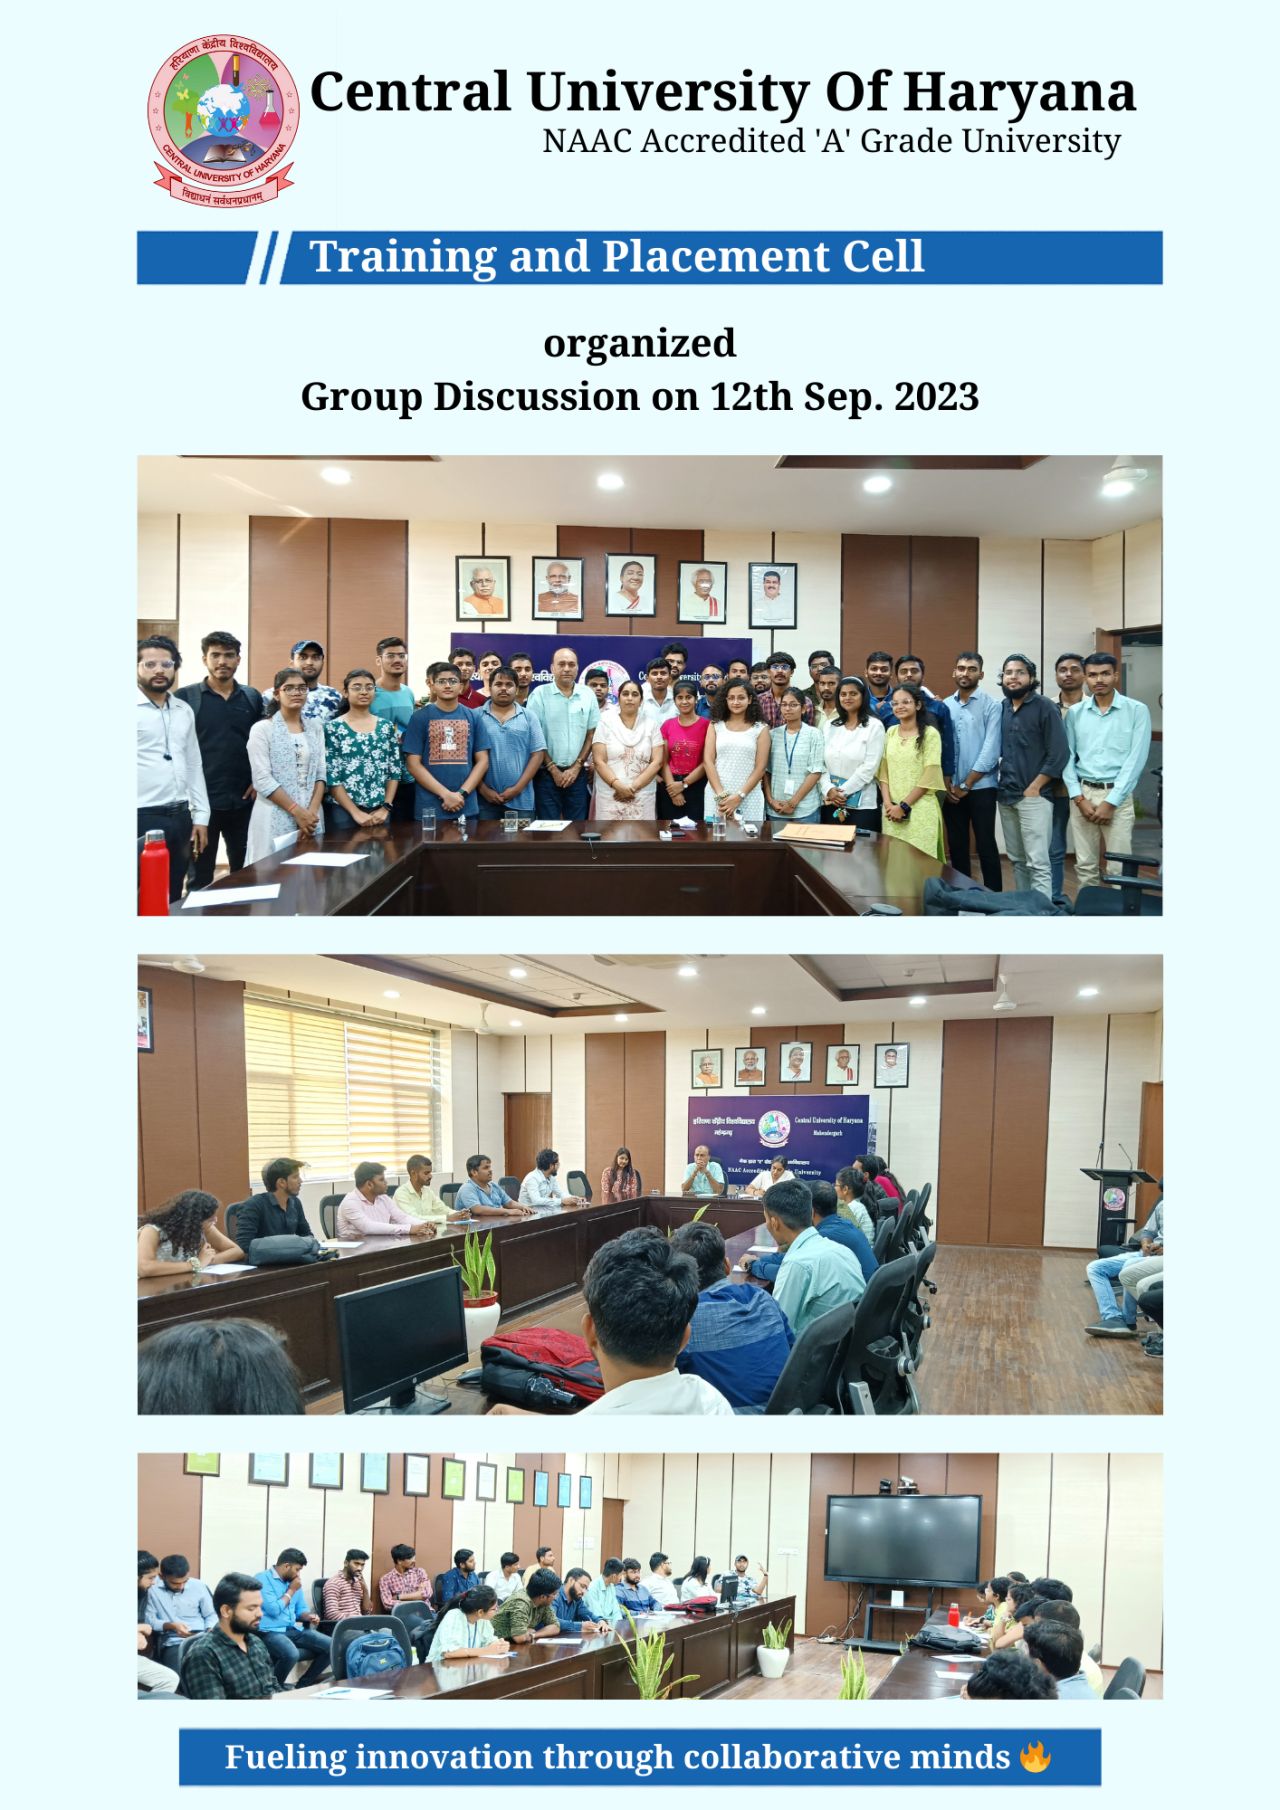 हरियाणा केंद्रीय विश्वविद्यालय
CENTRAL UNIVERSITY OF HARYANA
विद्याधनं सर्वधनप्रधानम्
Central University Of Haryana
NAAC Accredited 'A' Grade University
Training and Placement Cell
organized
Group Discussion on 12th Sep. 2023
हरियाणा केंद्रीय विश्वविद्यालय
Central University of Haryana
महेन्द्रगढ़
Mahendergarh
NAAC Accredited University
Fueling innovation through collaborative minds 🔥